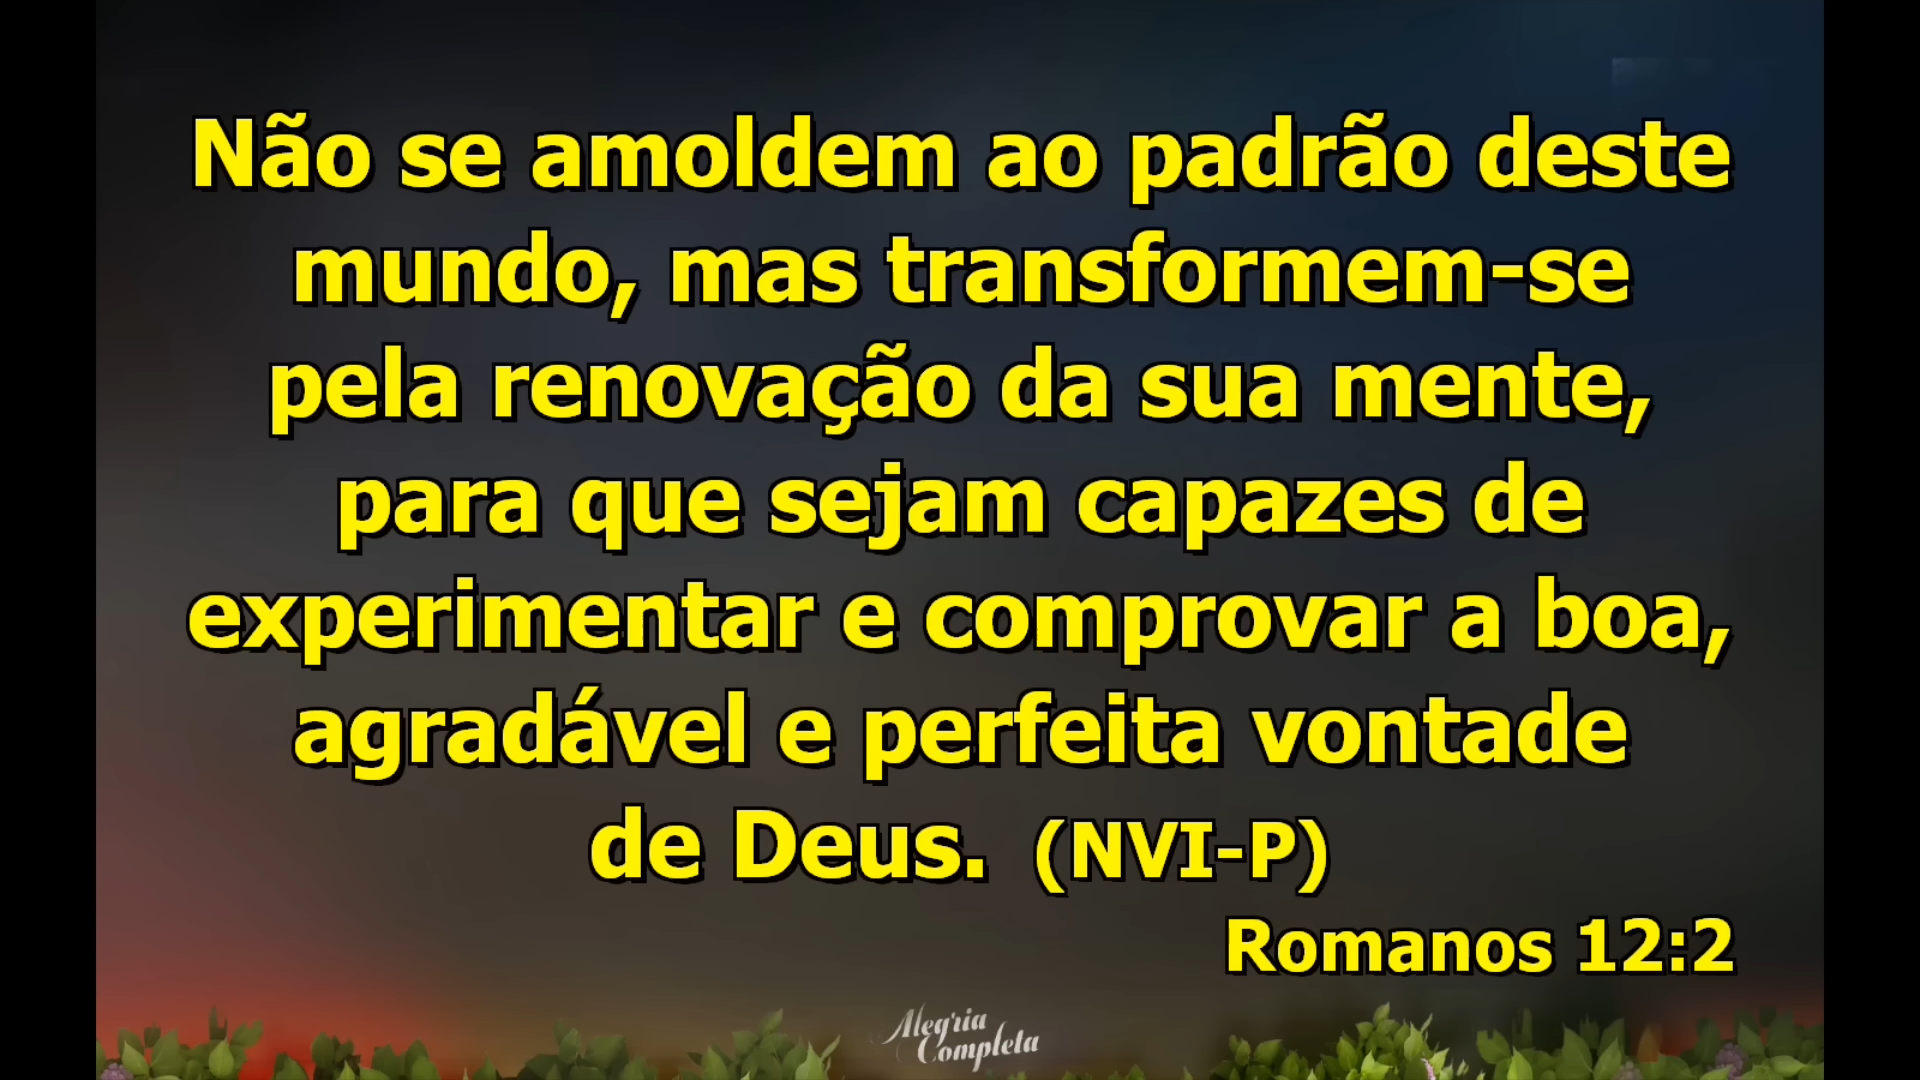 Não se amoldem ao padrão deste
mundo, mas transformem-se
pela renovação da sua mente,
para que sejam capazes de
experimentar e comprovar a boa,
agradável e perfeita vontade
de Deus. (NVI-P)
Romanos 12:2
Alegria
Completa